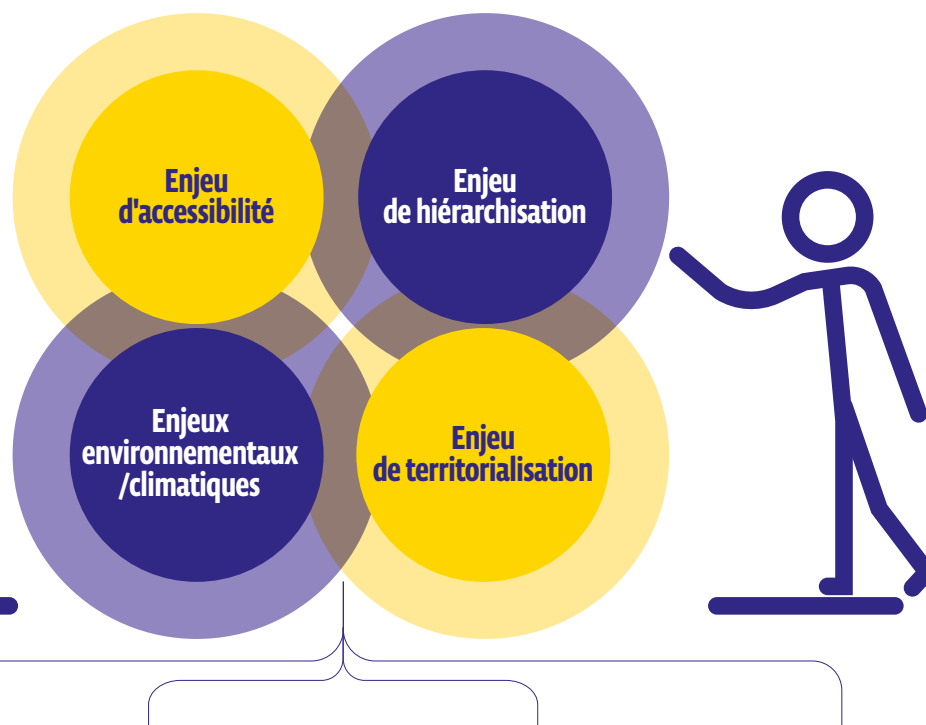 Enjeu
d'accessibilité
Enjeu
de hiérarchisation
Enjeux
environnementaux
/climatiques
Enjeu
de territorialisation